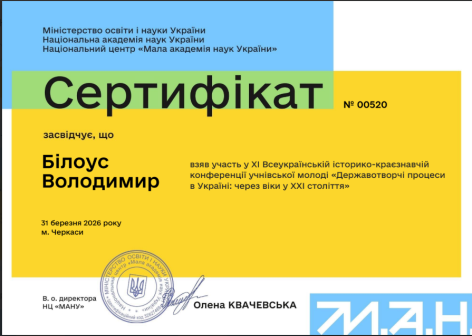 Міністерство освіти і науки України
Національна академія наук України
Національний центр «Мала академія наук України»
Сертифікат
№ 00520
засвідчує, що
Білоус
Володимир
взяв участь у XI Всеукраїнській історико-краєзнавчій
конференції учнівської молоді «Державотворчі процеси
в Україні: через віки у XXI століття»
31 березня 2026 року
м. Черкаси
В. о. директора
НЦ «МАНУ»
Олена КВАЧЕВСЬКА
М.А.Н